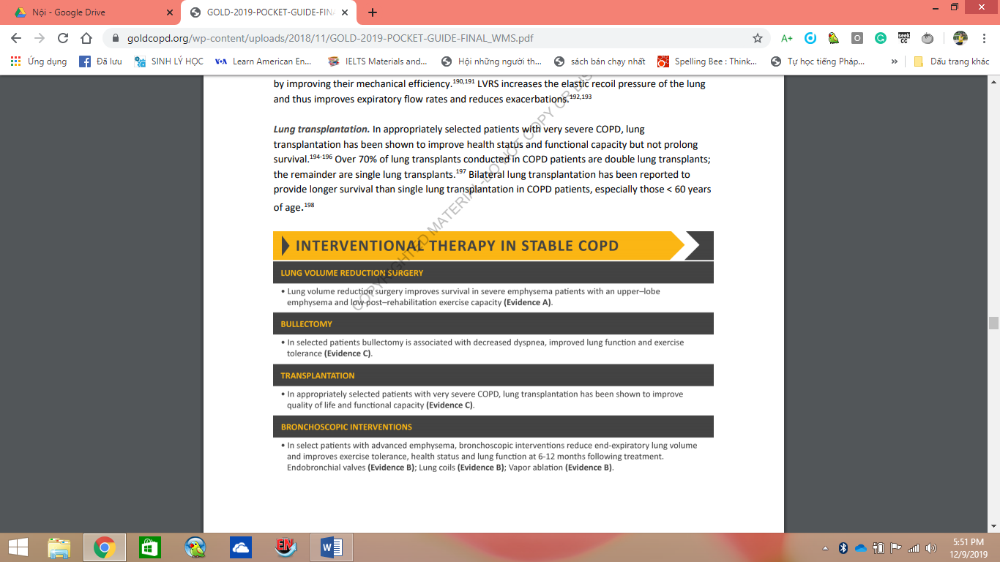 Nội - Google Drive
GOLD-2019-POCKET-GUIDE-FINA
goldcopd.org/wp-content/uploads/2018/11/GOLD-2019-POCKET-GUIDE-FINAL_WMS.pdf
A+
seek CC
Ứng dụng
Đã lưu
SINH LÝ HỌC
VOA Learn American En...
IELTS Materials and...
Hội những người th...
sách bán chạy nhất
Spelling Bee : Think...
Tự học tiếng Pháp...
»
Dấu trang khác
by improving their mechanical efficiency.190,191 LVRS increases the elastic recoil pressure of the lung
and thus improves expiratory flow rates and reduces exacerbations.192,193
Lung transplantation. In appropriately selected patients with very severe COPD, lung
transplantation has been shown to improve health status and functional capacity but not prolong
survival.194-196 Over 70% of lung transplants conducted in COPD patients are double lung transplants;
the remainder are single lung transplants.197 Bilateral lung transplantation has been reported to
provide longer survival than single lung transplantation in COPD patients, especially those < 60 years
of age.198
COPYRIGHTED MATERIAL-DO NOT COPY OR DIS
INTERVENTIONAL THERAPY IN STABLE COPD
LUNG VOLUME REDUCTION SURGERY
• Lung volume reduction surgery improves survival in severe emphysema patients with an upper–lobe
emphysema and low post–rehabilitation exercise capacity (Evidence A).
BULLECTOMY
• In selected patients bullectomy is associated with decreased dyspnea, improved lung function and exercise
tolerance (Evidence C).
TRANSPLANTATION
• In appropriately selected patients with very severe COPD, lung transplantation has been shown to improve
quality of life and functional capacity (Evidence C).
BRONCHOSCOPIC INTERVENTIONS
• In select patients with advanced emphysema, bronchoscopic interventions reduce end-expiratory lung volume
and improves exercise tolerance, health status and lung function at 6-12 months following treatment.
Endobronchial valves (Evidence B); Lung coils (Evidence B); Vapor ablation (Evidence B).
EN
5:51 PM
12/9/2019